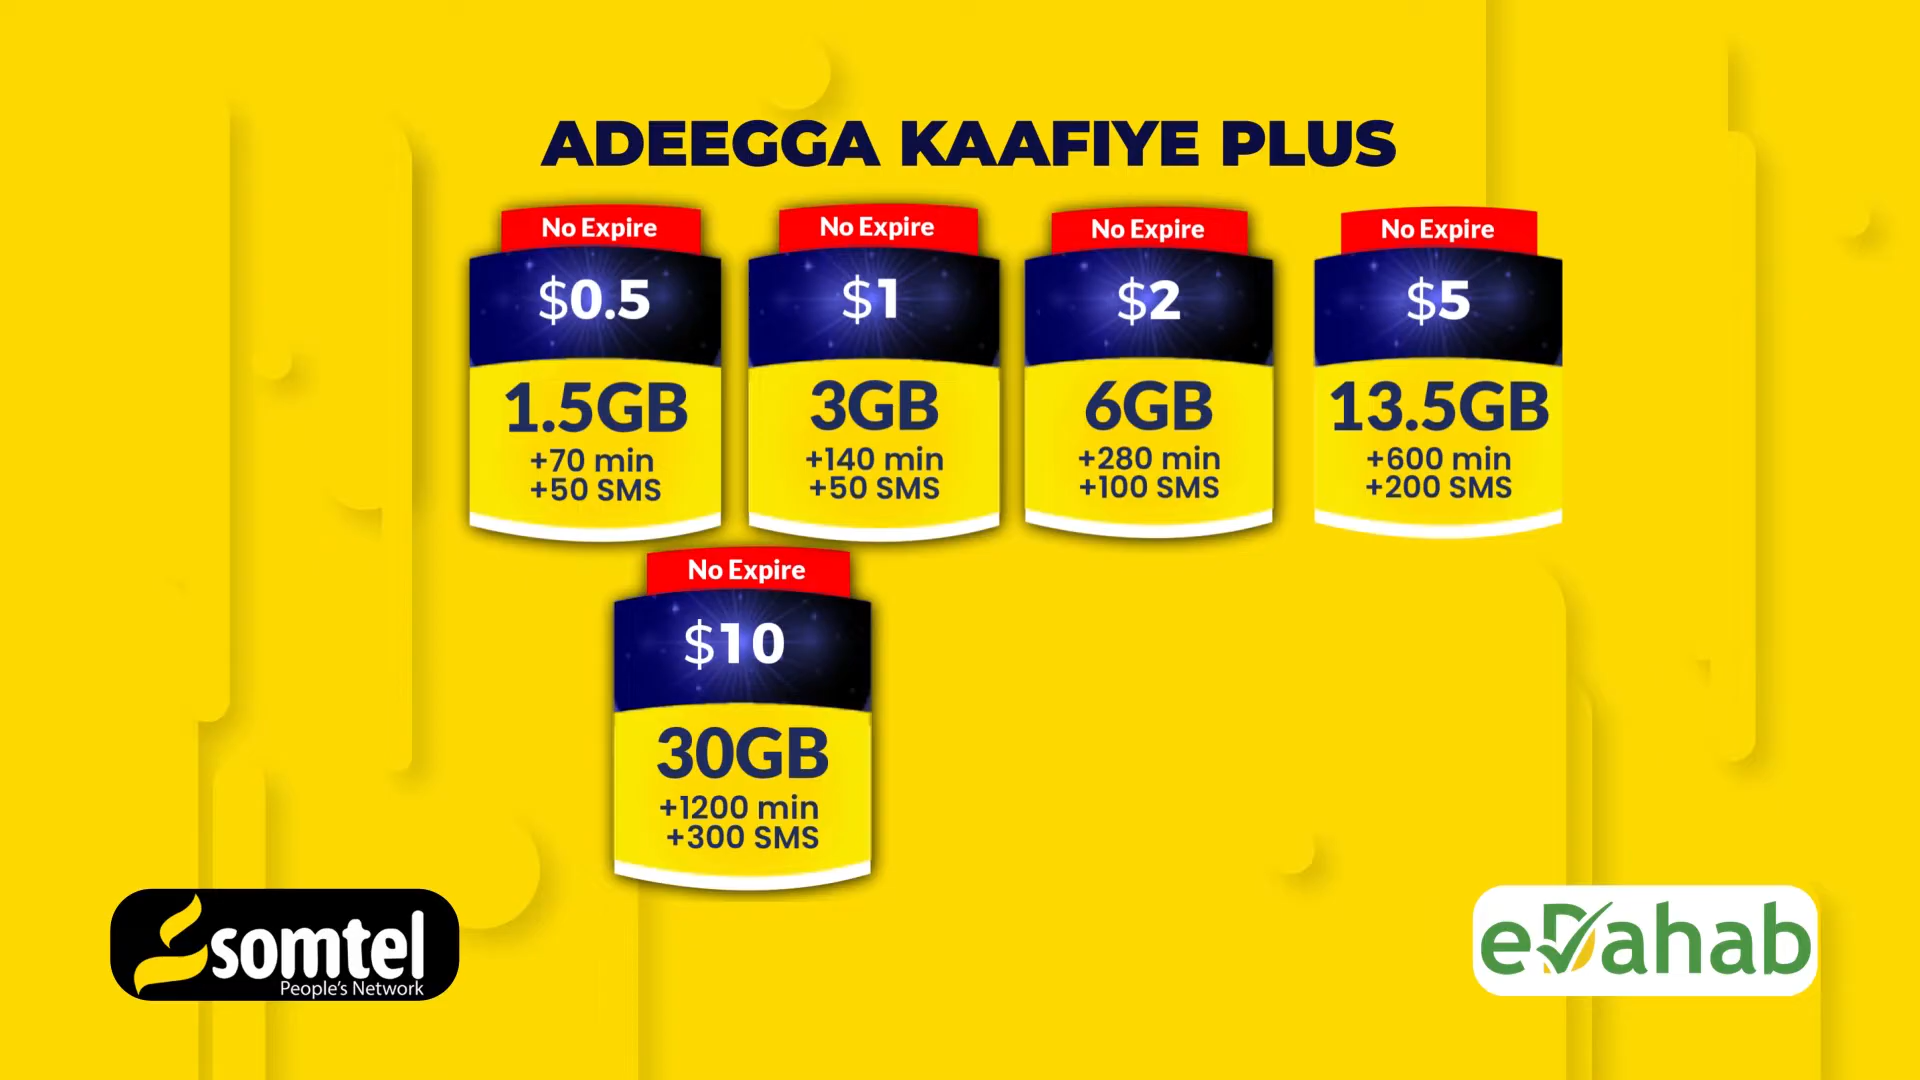 ADEEGGA KAAFIYE PLUS
No Expire
$0.5
1.5GB
+70 min
+50 SMS
No Expire
$1
3GB
+140 min
+50 SMS
No Expire
$2
6GB
+280 min
+100 SMS
No Expire
$5
13.5GB
+600 min
+200 SMS
No Expire
$10
30GB
+1200 min
+300 SMS
somtel
People's Network
eDahab